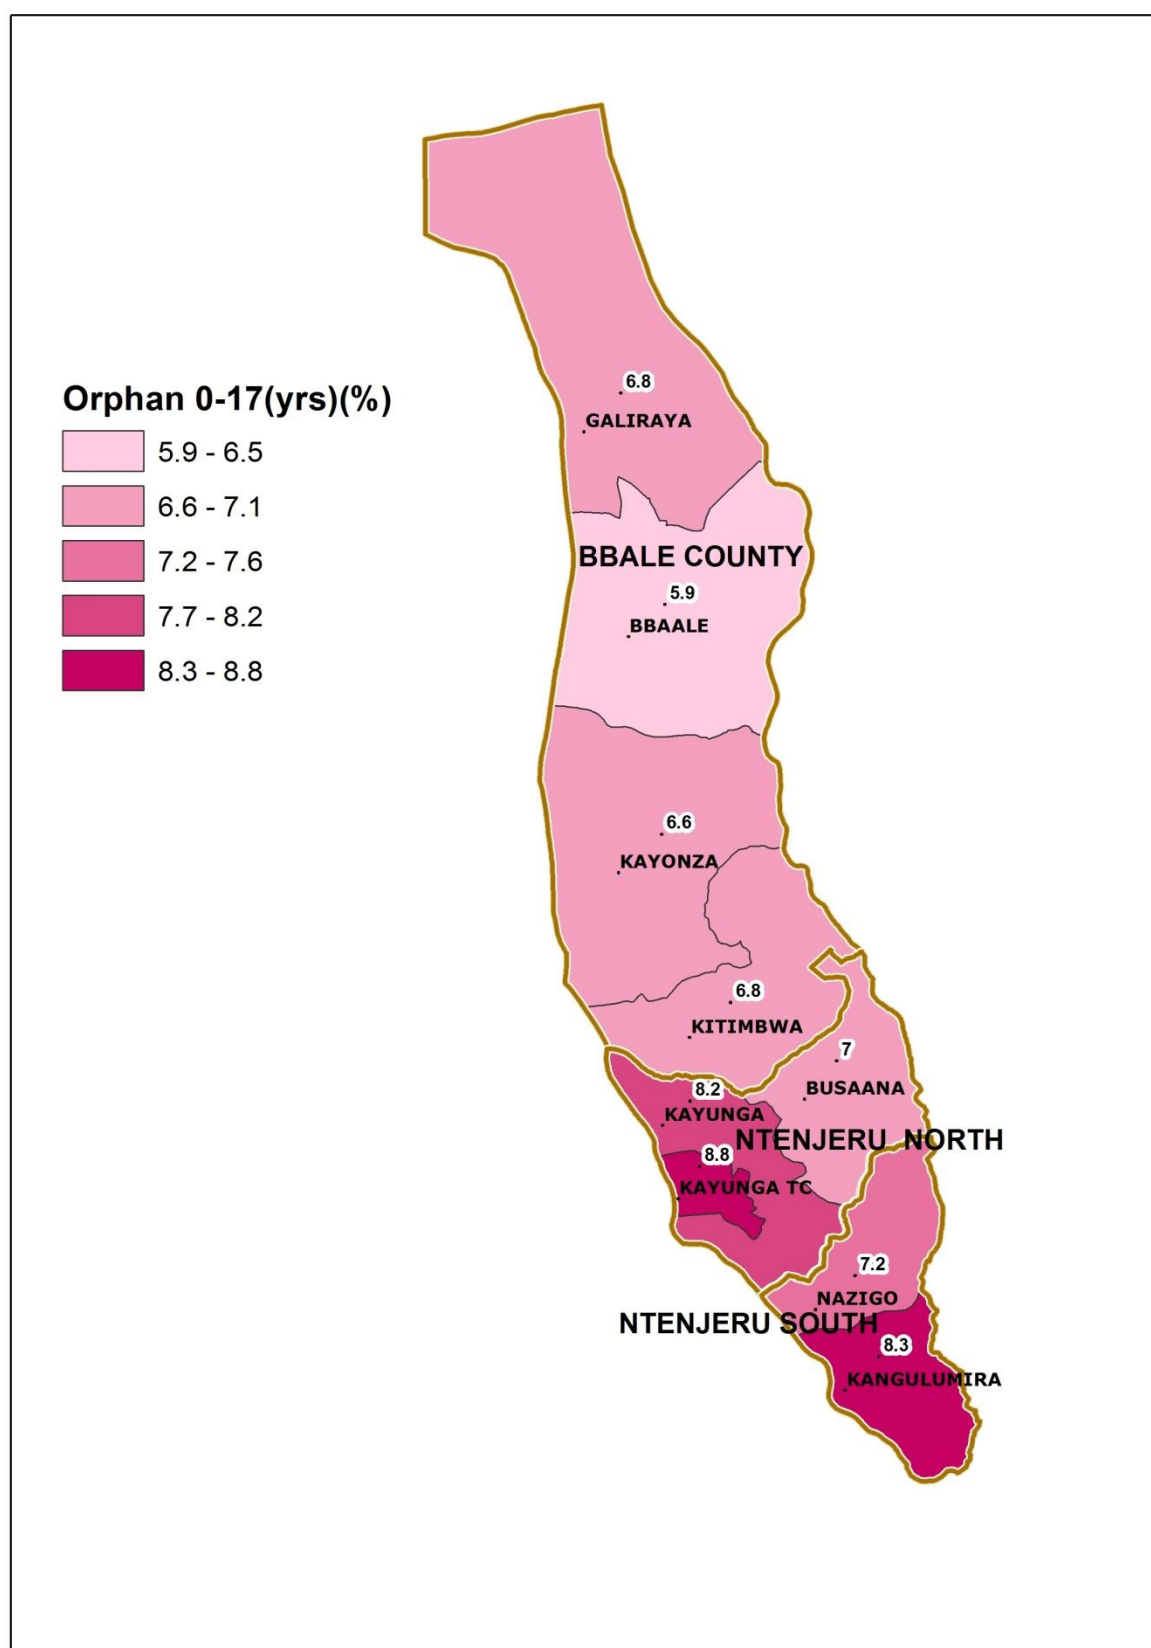 Orphan 0-17(yrs)(%)
5.9 - 6.5
6.6 - 7.1
7.2 - 7.6
7.7 - 8.2
8.3 - 8.8
6.8
GALIRAYA
BBALE COUNTY
5.9
BBAALE
6.6
KAYONZA
6.8
KITIMBWA
7
BUSAANA
8.2
KAYUNGA
NTENJERU NORTH
8.8
KAYUNGA TC
7.2
NAZIGO
NTENJERU SOUTH
8.3
KANGULUMIRA